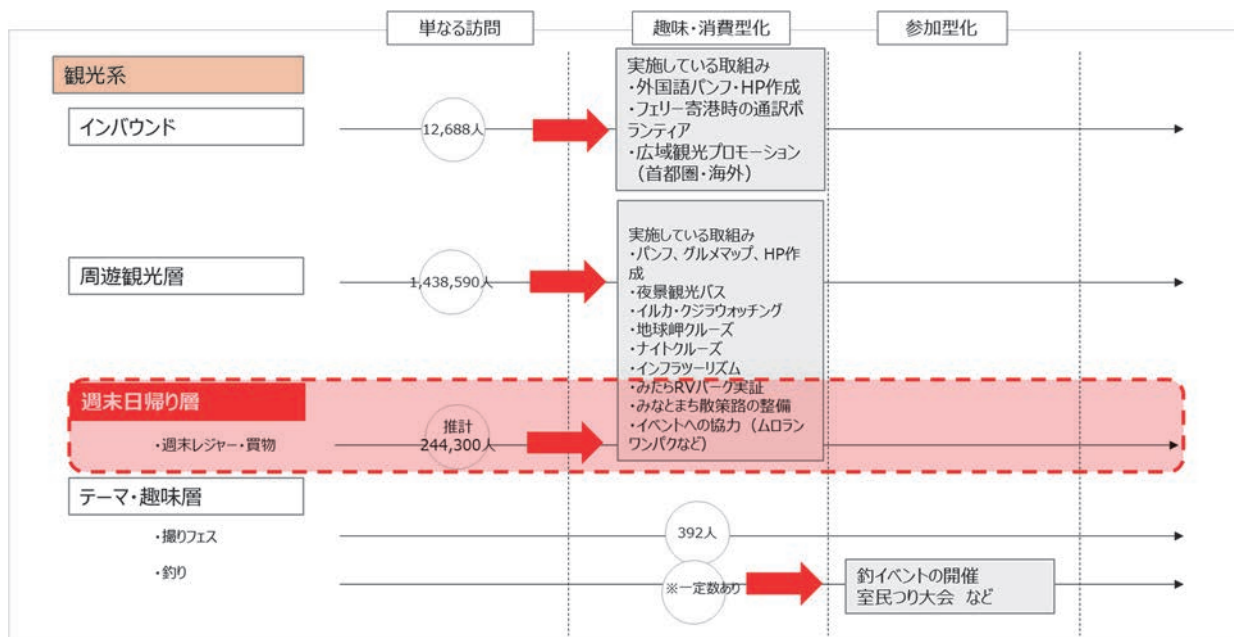 単なる訪問
趣味・消費型化
参加型化
観光系
インバウンド
12,688人
実施している取組み
・外国語パンフ・HP作成
・フェリー寄港時の通訳ボ
ランティア
・広域観光プロモーション
（首都圏・海外）
周遊観光層
1,438,590人
実施している取組み
・パンフ、グルメマップ、HP作
成
・夜景観光バス
・イルカ・クジラウォッチング
・地球岬クルーズ
・ナイトクルーズ
・インフラツーリズム
・みたらRVパーク実証
・みなとまち散策路の整備
・イベントへの協力（ムロラン
ワンパクなど）
週末日帰り層
・週末レジャー・買物
推計
244,300人
テーマ・趣味層
・撮りフェス
392人
・釣り
※一定数あり
釣イベントの開催
室民つり大会 など